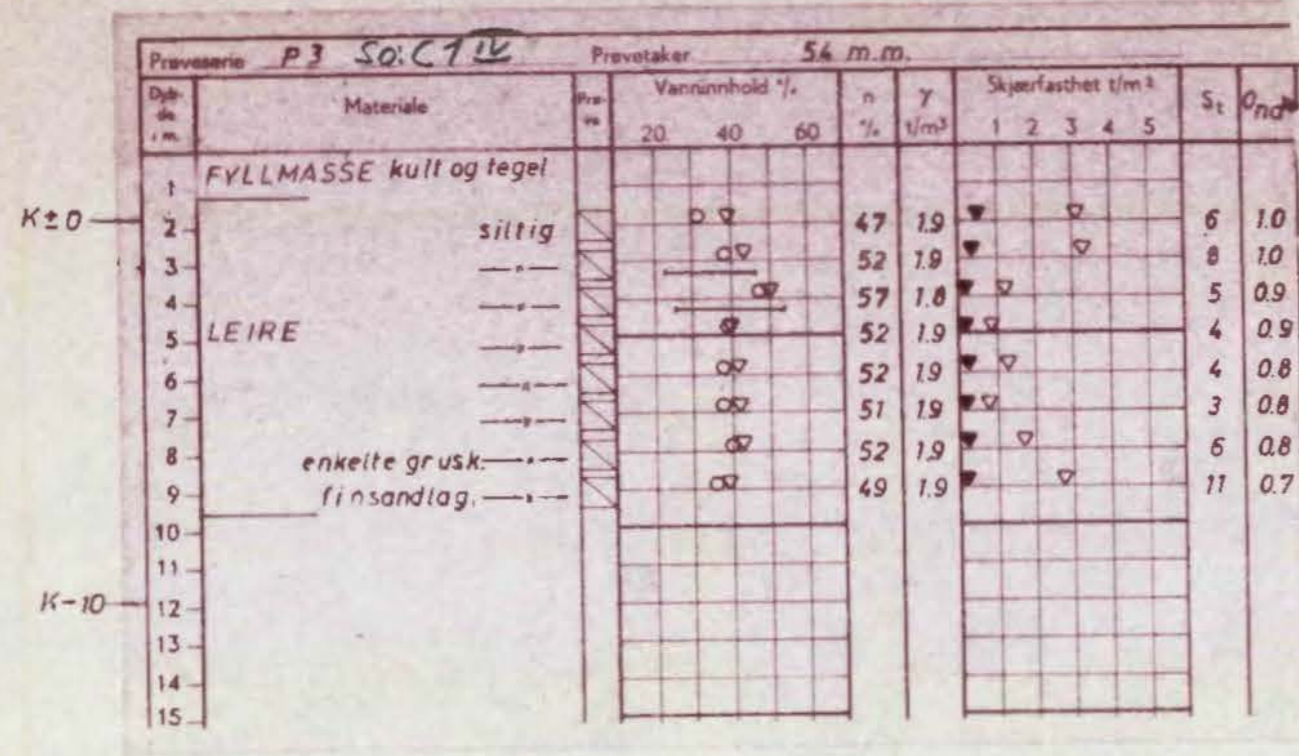 Prøveserie P 3 SO: C 1 IV Prøvetaker 54 m.m.
Dybde i m. Materiale Prøve Vanninnhold % n γ Skjærfasthet t/m² St Ona
20 40 60 % t/m³ 1 2 3 4 5
FYLLMASSE kult og tegel
1
K±0 2 siltig 47 1.9 6 1.0
3 —"— 52 1.9 8 1.0
4 —"— 57 1.8 5 0.9
LEIRE
5 —"— 52 1.9 4 0.9
6 —"— 52 1.9 4 0.8
7 —"— 51 1.9 3 0.8
8 enkelte grusk. —"— 52 1.9 6 0.8
9 finsandlag. —"— 49 1.9 11 0.7
10
11
K-10 12
13
14
15